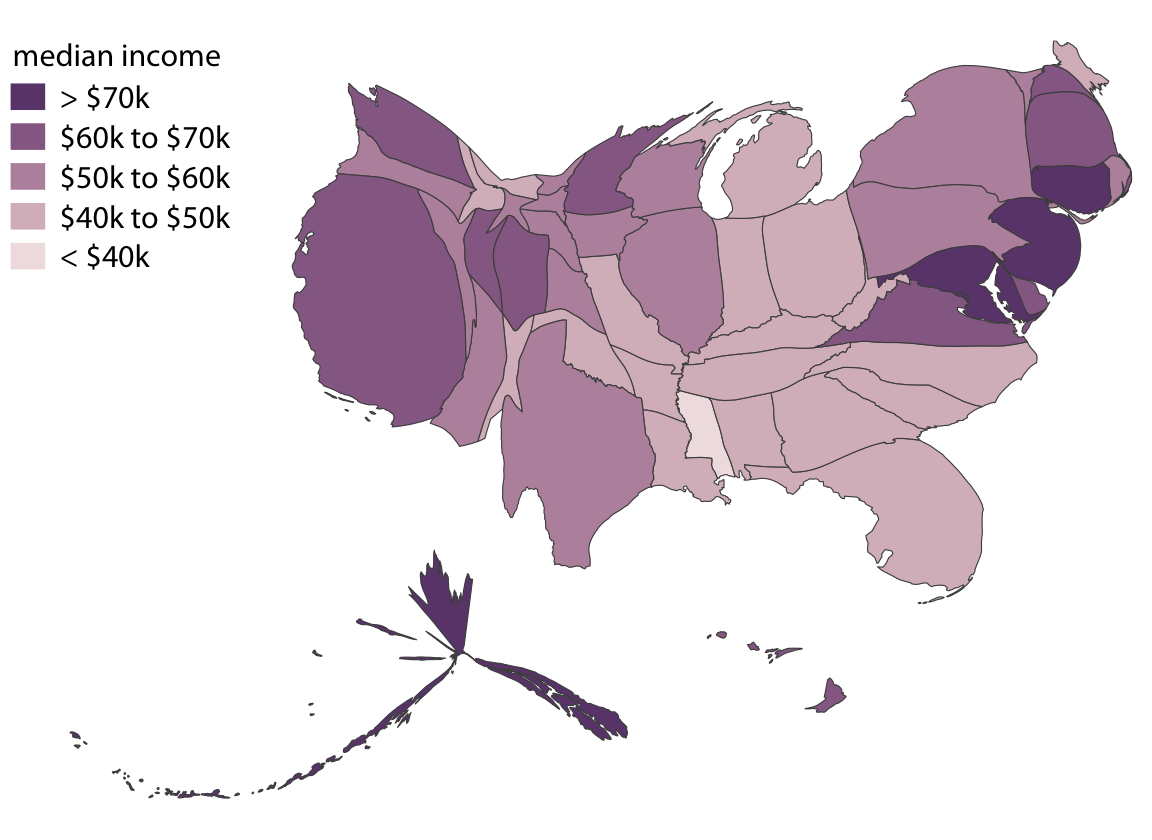 median income
> $70k
$60k to $70k
$50k to $60k
$40k to $50k
< $40k